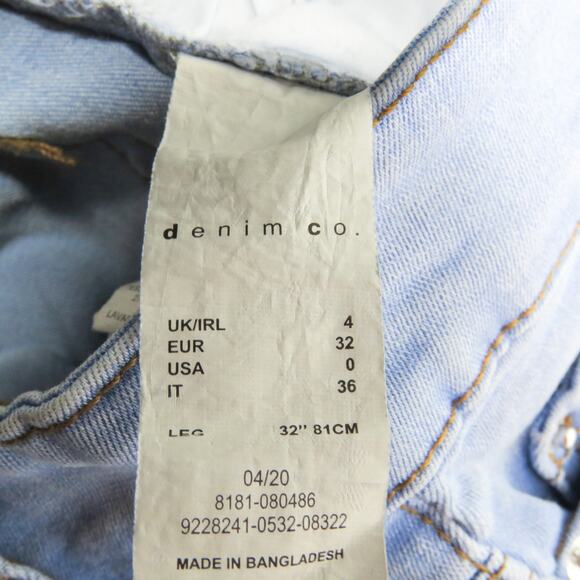 denim co.
UK/IRL 4
EUR 32
USA 0
IT 36
LEG 32" 81CM
04/20
8181-080486
9228241-0532-08322
MADE IN BANGLADESH